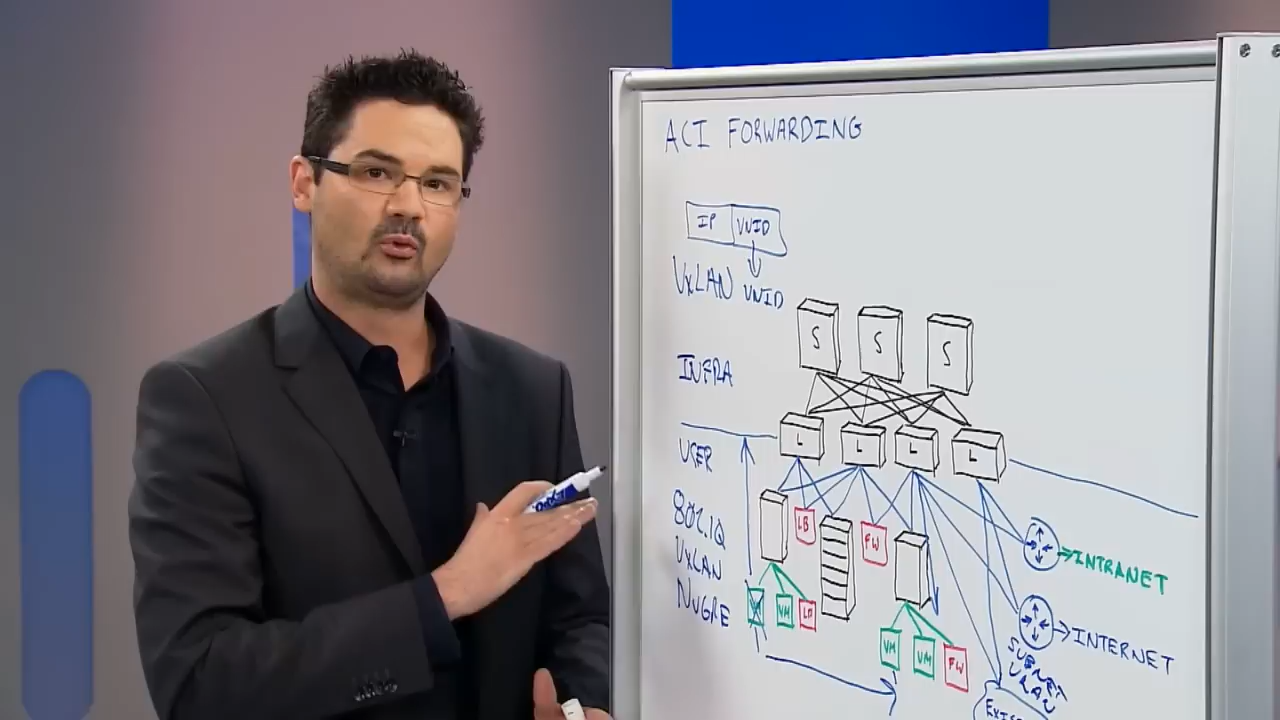 ACI FORWARDING
IP VNID
VXLAN VNID
S S S
INFRA
L L L L
USER
802.1Q
VXLAN
NVGRE
LB
FW
INTRANET
VM
VM VM FW
INTERNET
SUBNET
VLAN